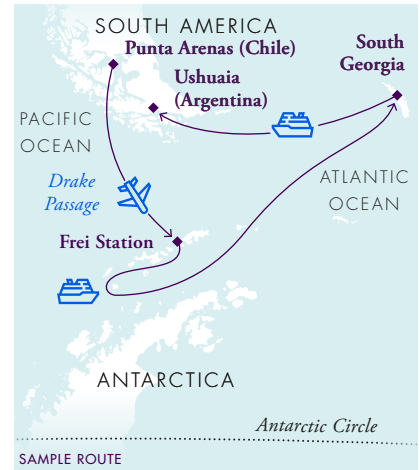 SOUTH AMERICA
Punta Arenas (Chile)
Ushuaia
(Argentina)
South
Georgia
PACIFIC
OCEAN
Drake
Passage
ATLANTIC
OCEAN
Frei Station
ANTARCTICA
Antarctic Circle
SAMPLE ROUTE